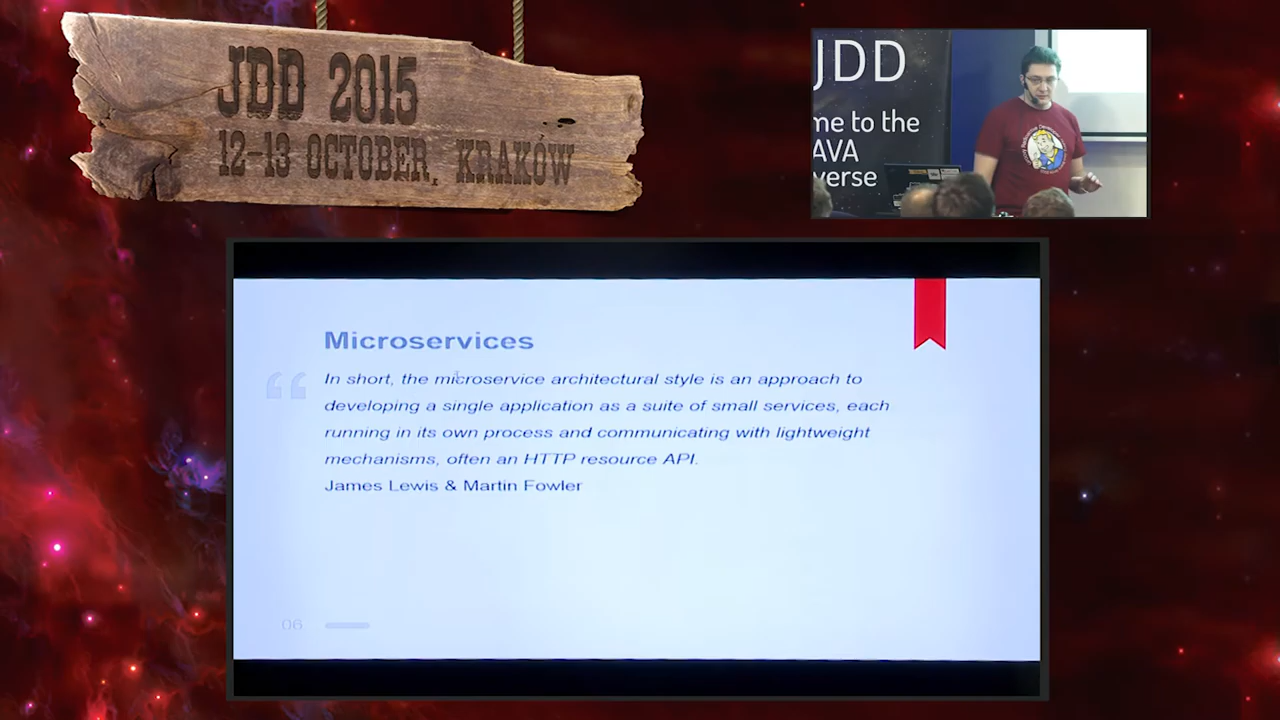 JDD 2015
12-13 OCTOBER, KRAKÓW
JDD
me to the
AVA
verse
Microservices
“
In short, the microservice architectural style is an approach to
developing a single application as a suite of small services, each
running in its own process and communicating with lightweight
mechanisms, often an HTTP resource API.
James Lewis & Martin Fowler
06